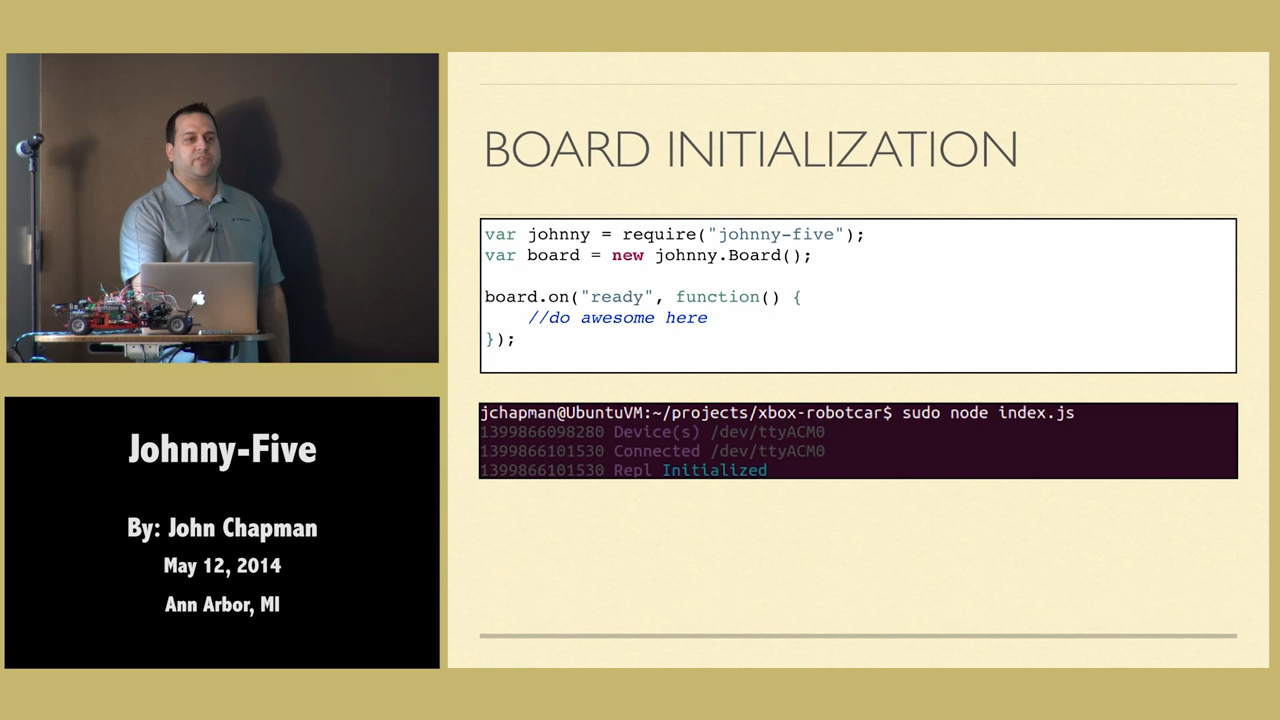 BOARD INITIALIZATION
var johnny = require("johnny-five");
var board = new johnny.Board();
board.on("ready", function() {
//do awesome here
});
jchapman@UbuntuVM:~/projects/xbox-robotcar$ sudo node index.js
1399866098280 Device(s) /dev/ttyACM0
1399866101530 Connected /dev/ttyACM0
1399866101530 Repl Initialized
Johnny-Five
By: John Chapman
May 12, 2014
Ann Arbor, MI